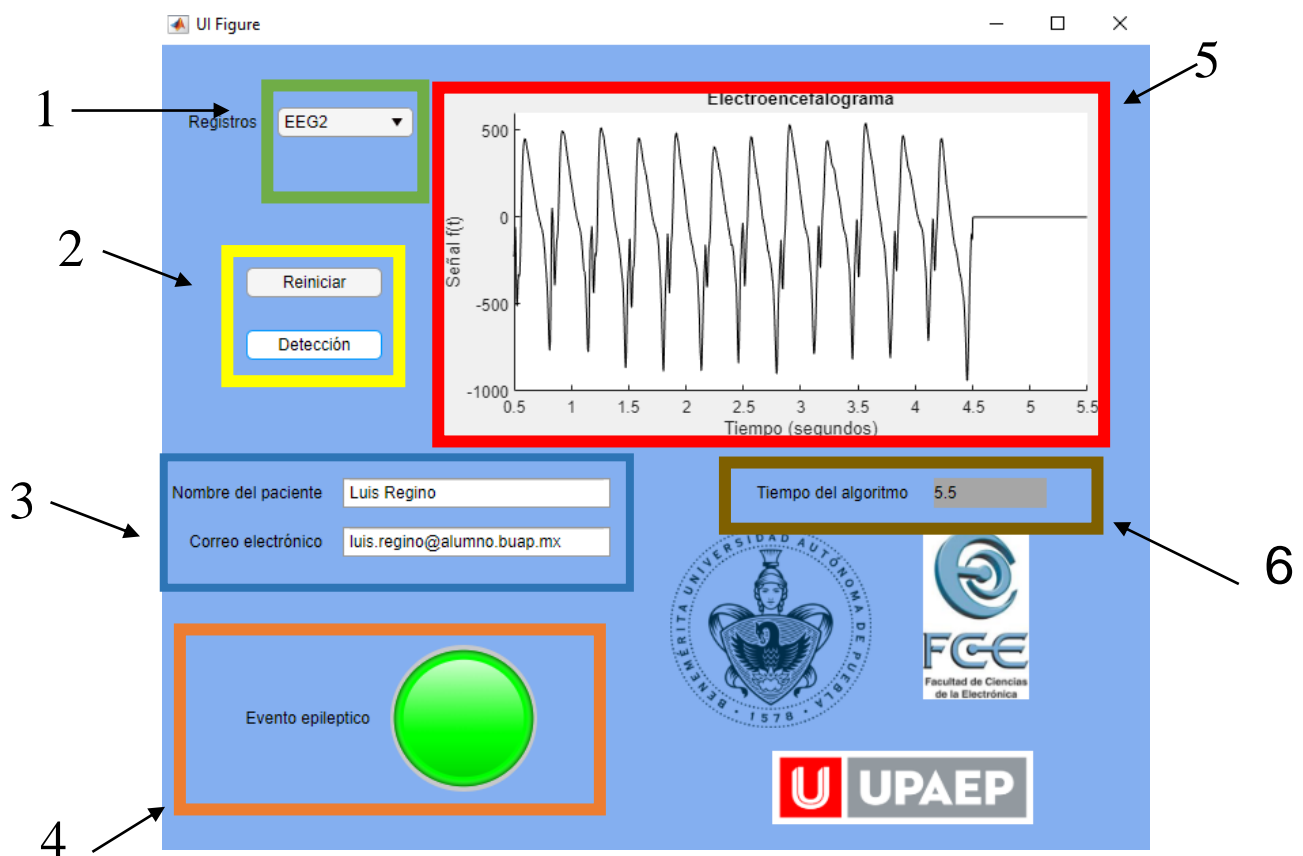 UI Figure
1
Registros
EEG2
2
Reiniciar
Detección
5
Electroencefalograma
Señal f(t)
500
0
-500
-1000
0.5 1 1.5 2 2.5 3 3.5 4 4.5 5 5.5
Tiempo (segundos)
3
Nombre del paciente
Luis Regino
Correo electrónico
luis.regino@alumno.buap.mx
Tiempo del algoritmo
5.5
6
4
Evento epileptico
BENEMÉRITA UNIVERSIDAD AUTÓNOMA DE PUEBLA
1578
FCE
Facultad de Ciencias
de la Electrónica
U UPAEP